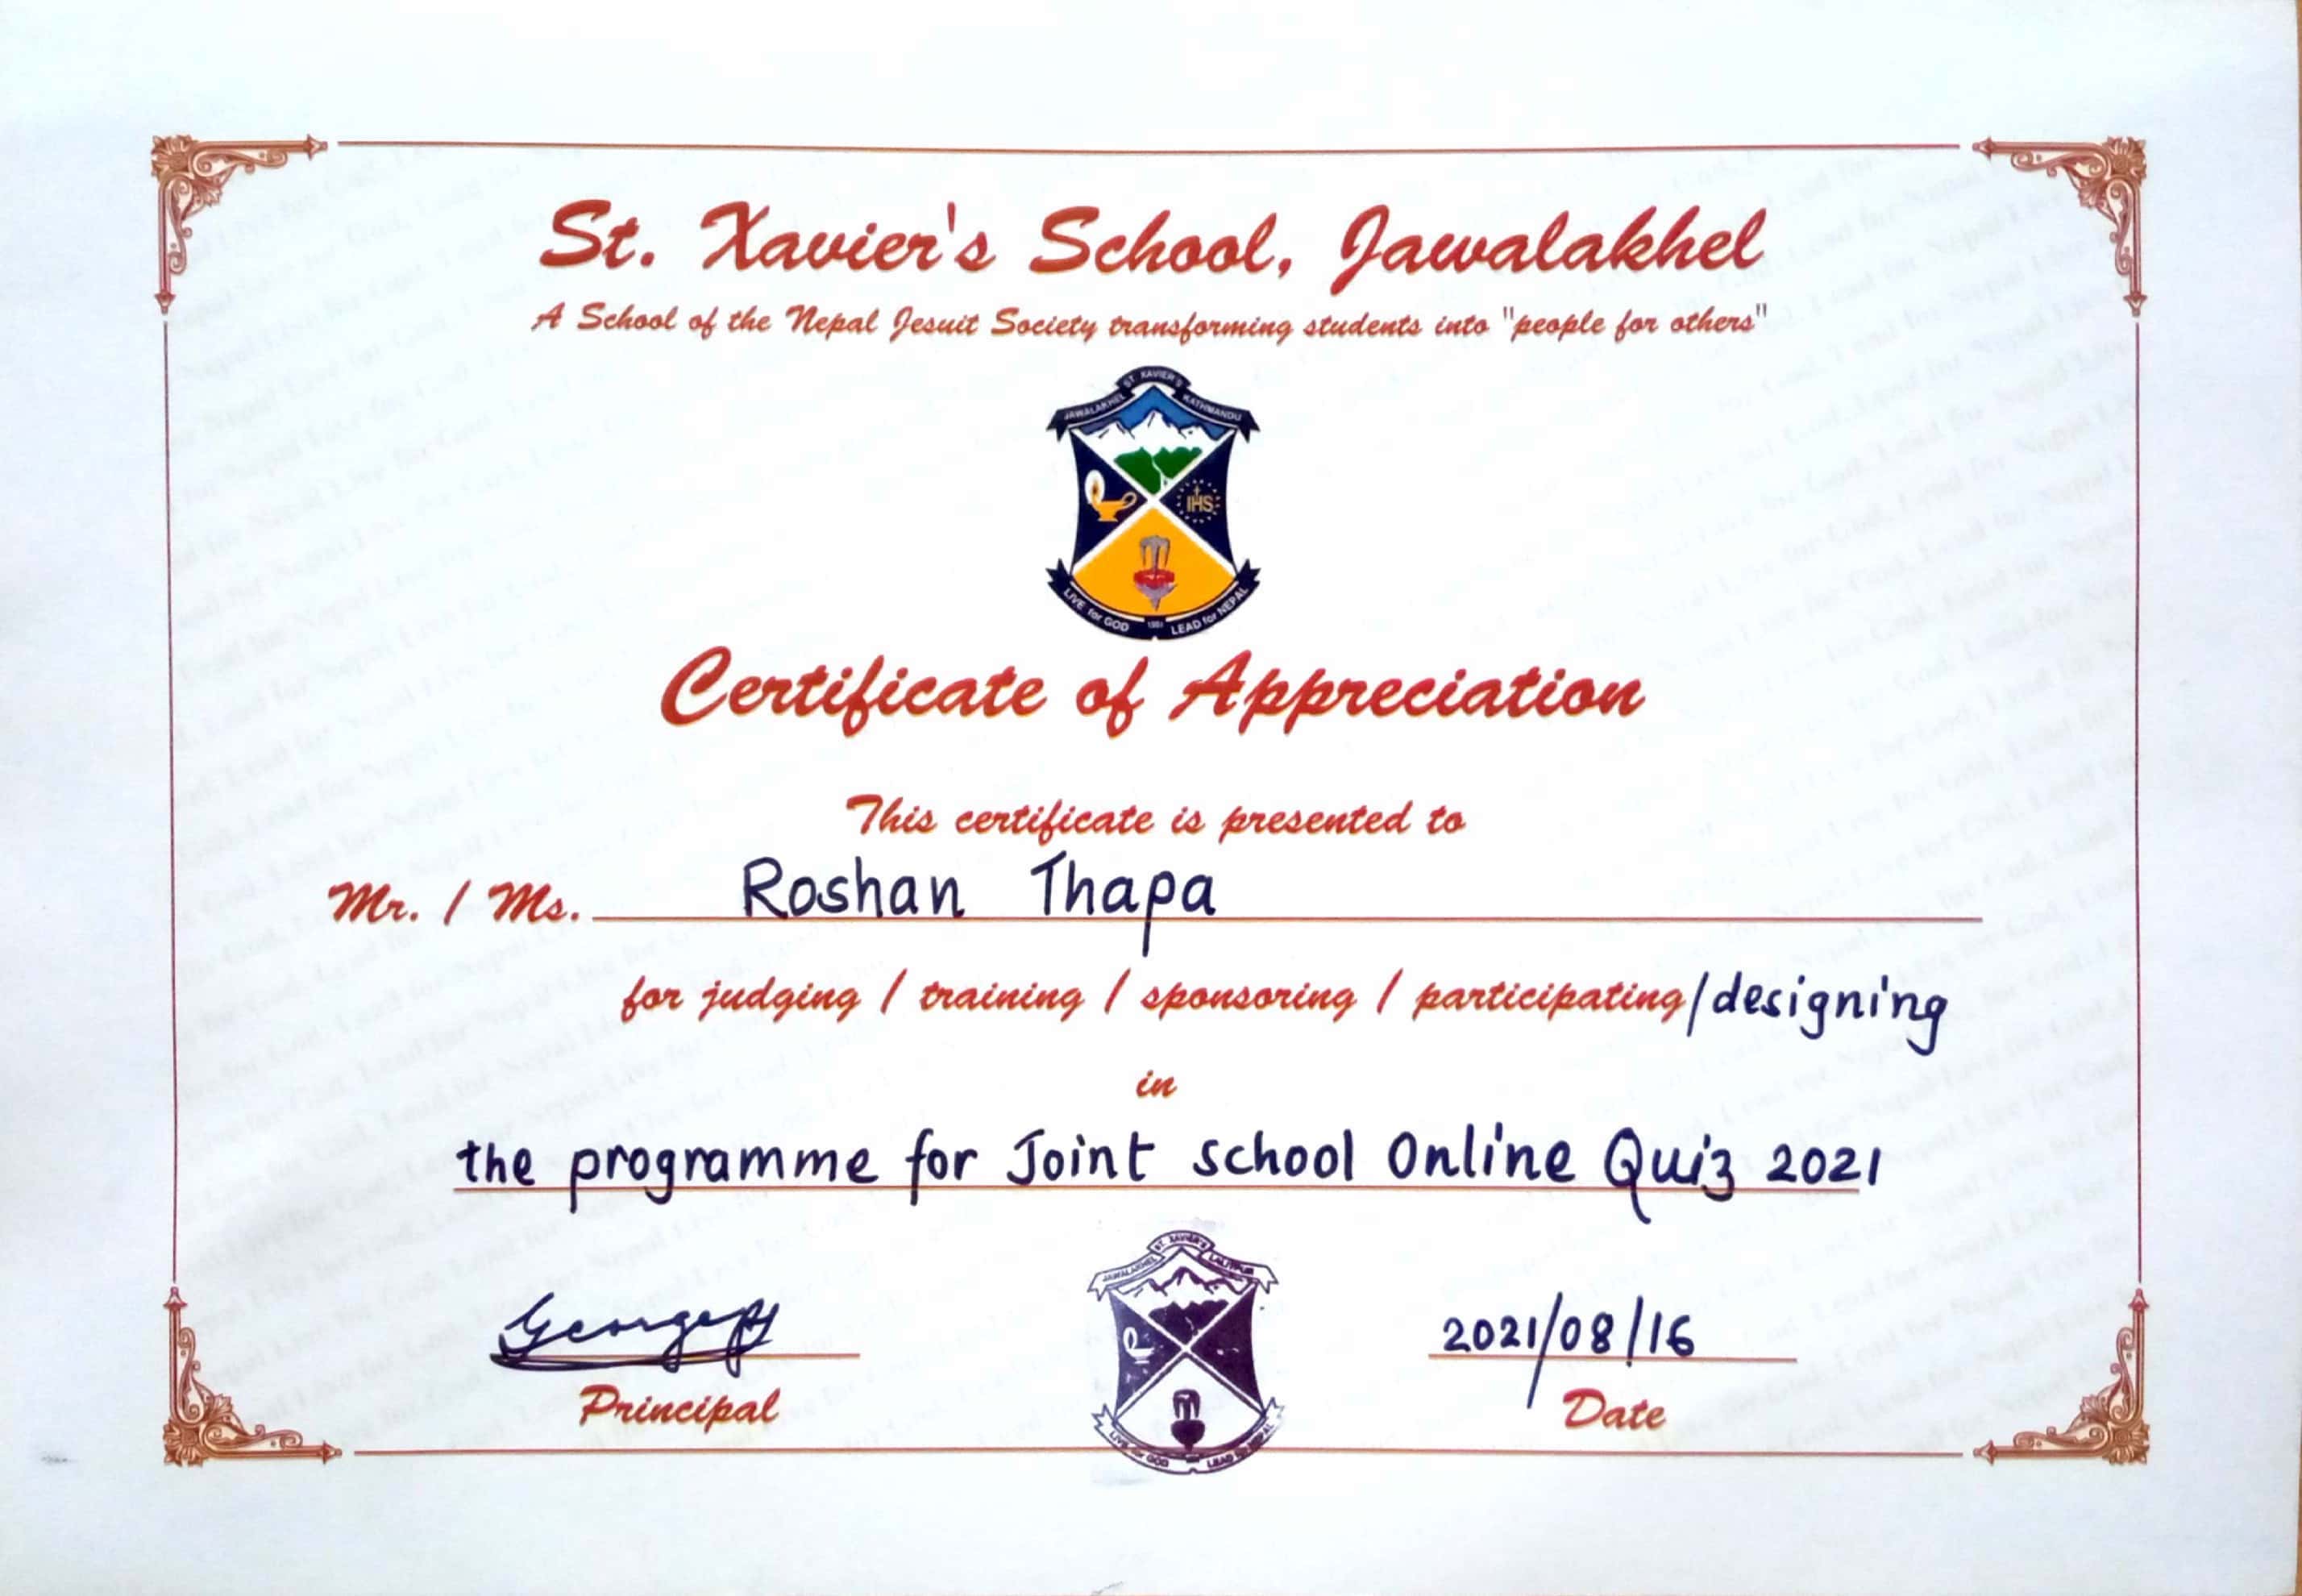 St. Xavier's School, Jawalakhel
A School of the Nepal Jesuit Society transforming students into "people for others"
ST. XAVIER'S
JAWALAKHEL KATHMANDU
IHS
LIVE for GOD 1951 LEAD for NEPAL
Certificate of Appreciation
This certificate is presented to
Mr. / Ms. Roshan Thapa
for judging / training / sponsoring / participating/designing
in
the programme for Joint school Online Quiz 2021
ST. XAVIER'S
JAWALAKHEL LALITPUR
LIVE for GOD LEAD for NEPAL
2021/08/16
Principal Date